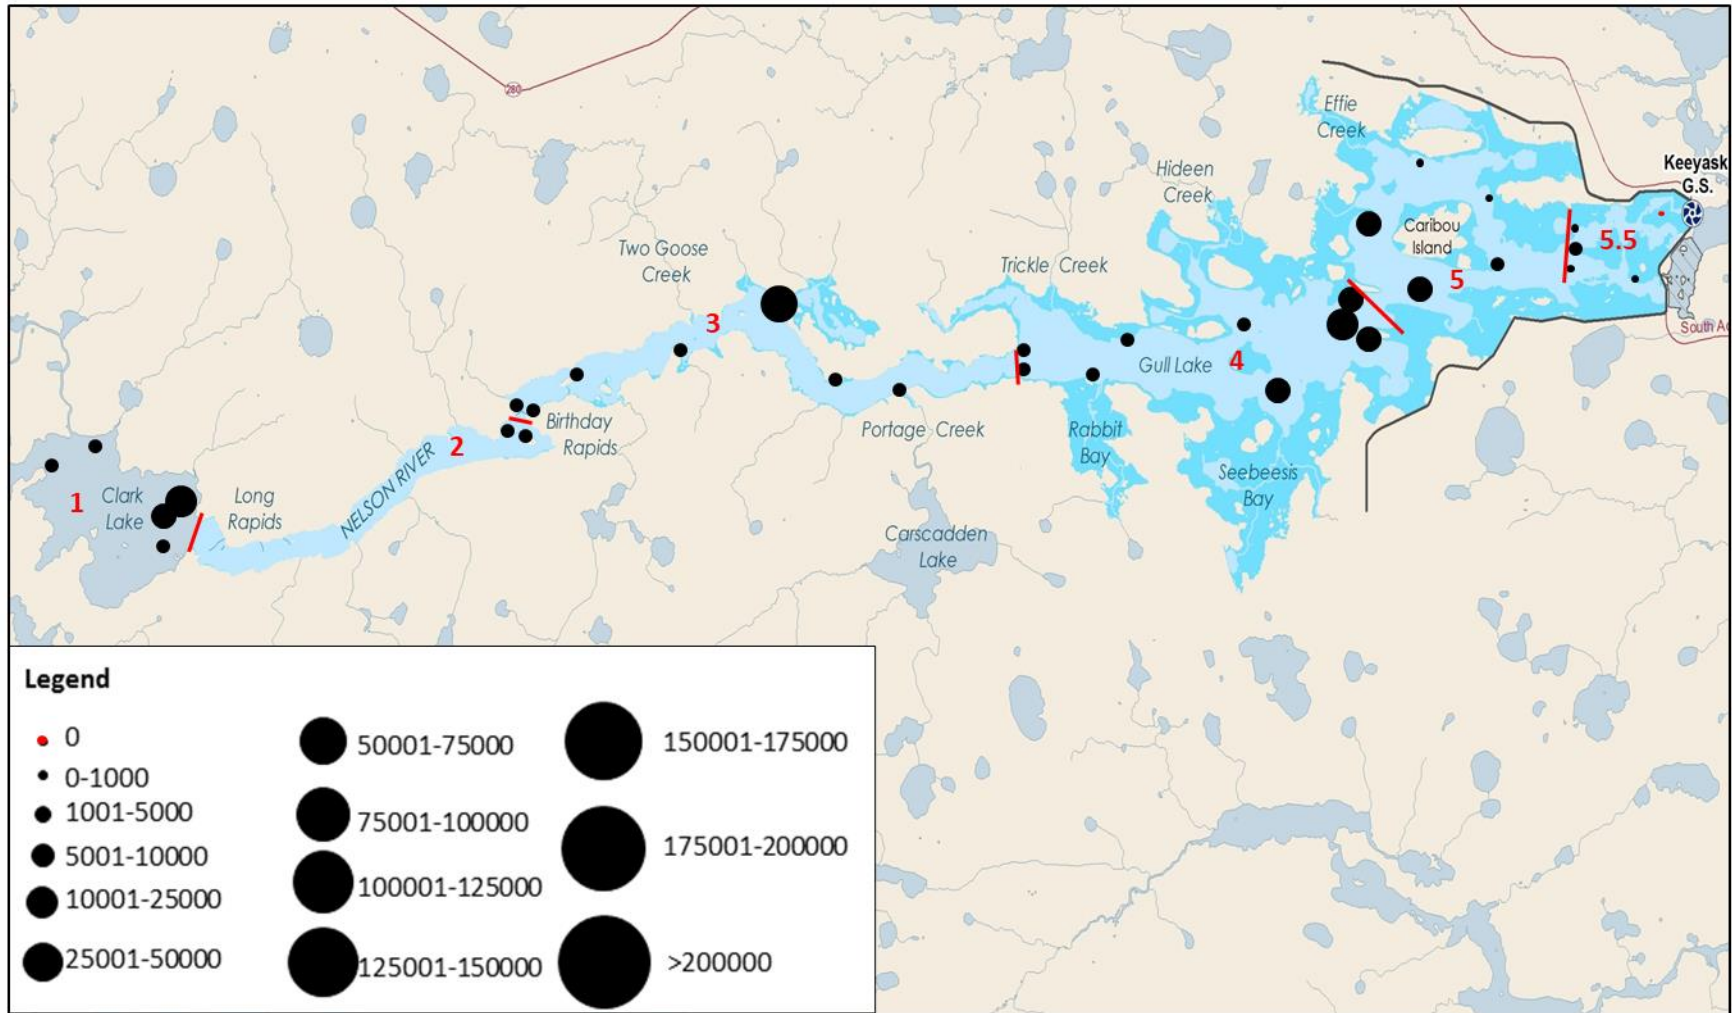 280
Effie
Creek
Keeyask
G.S.
Hideen
Creek
Caribou
Island
5.5
Two Goose
Creek
Trickle Creek
5
3
South Ac
Gull Lake
4
Birthday
Rapids
Portage Creek
Rabbit
Bay
2
NELSON RIVER
Seebeesis
Bay
1
Clark
Lake
Long
Rapids
Carscadden
Lake
Legend
0
0-1000
1001-5000
5001-10000
10001-25000
25001-50000
50001-75000
75001-100000
100001-125000
125001-150000
150001-175000
175001-200000
>200000